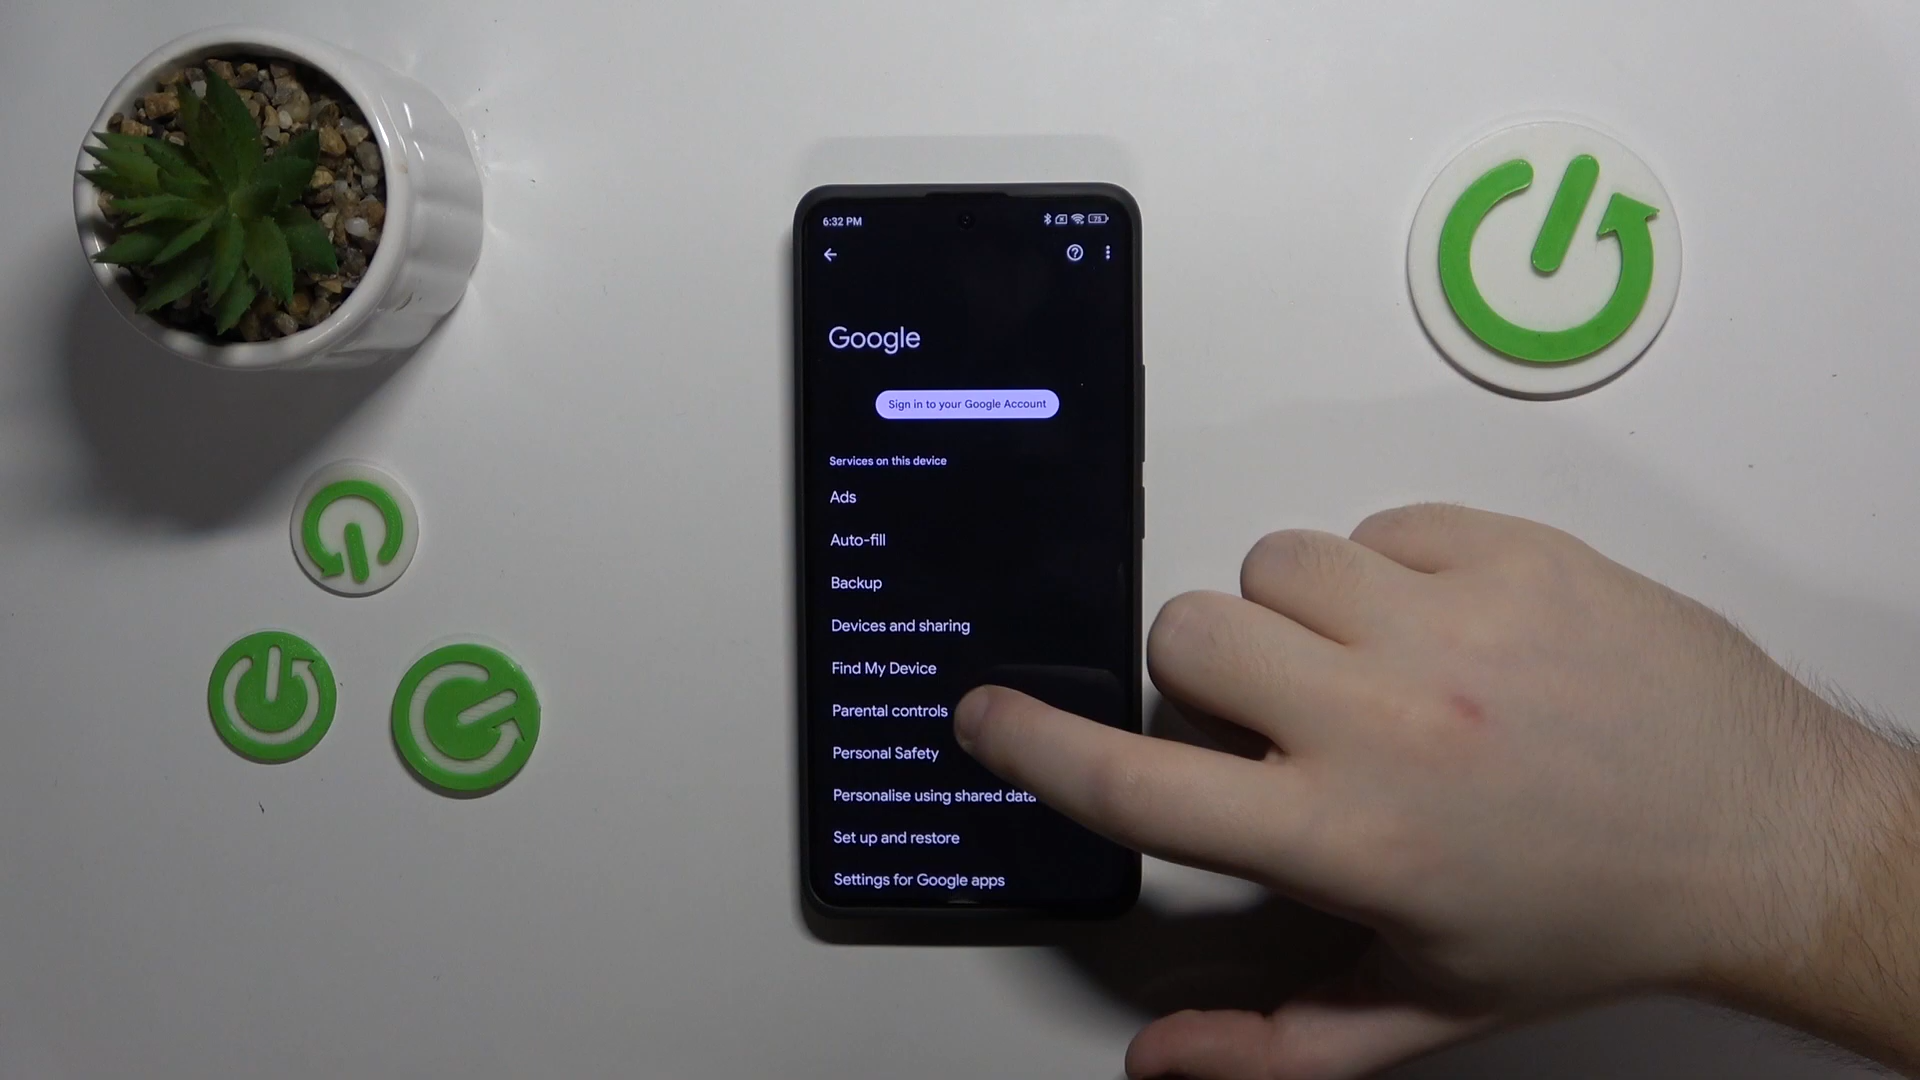 6:32 PM
75
Google
Sign in to your Google Account
Services on this device
Ads
Auto-fill
Backup
Devices and sharing
Find My Device
Parental controls
Personal Safety
Personalise using shared data
Set up and restore
Settings for Google apps